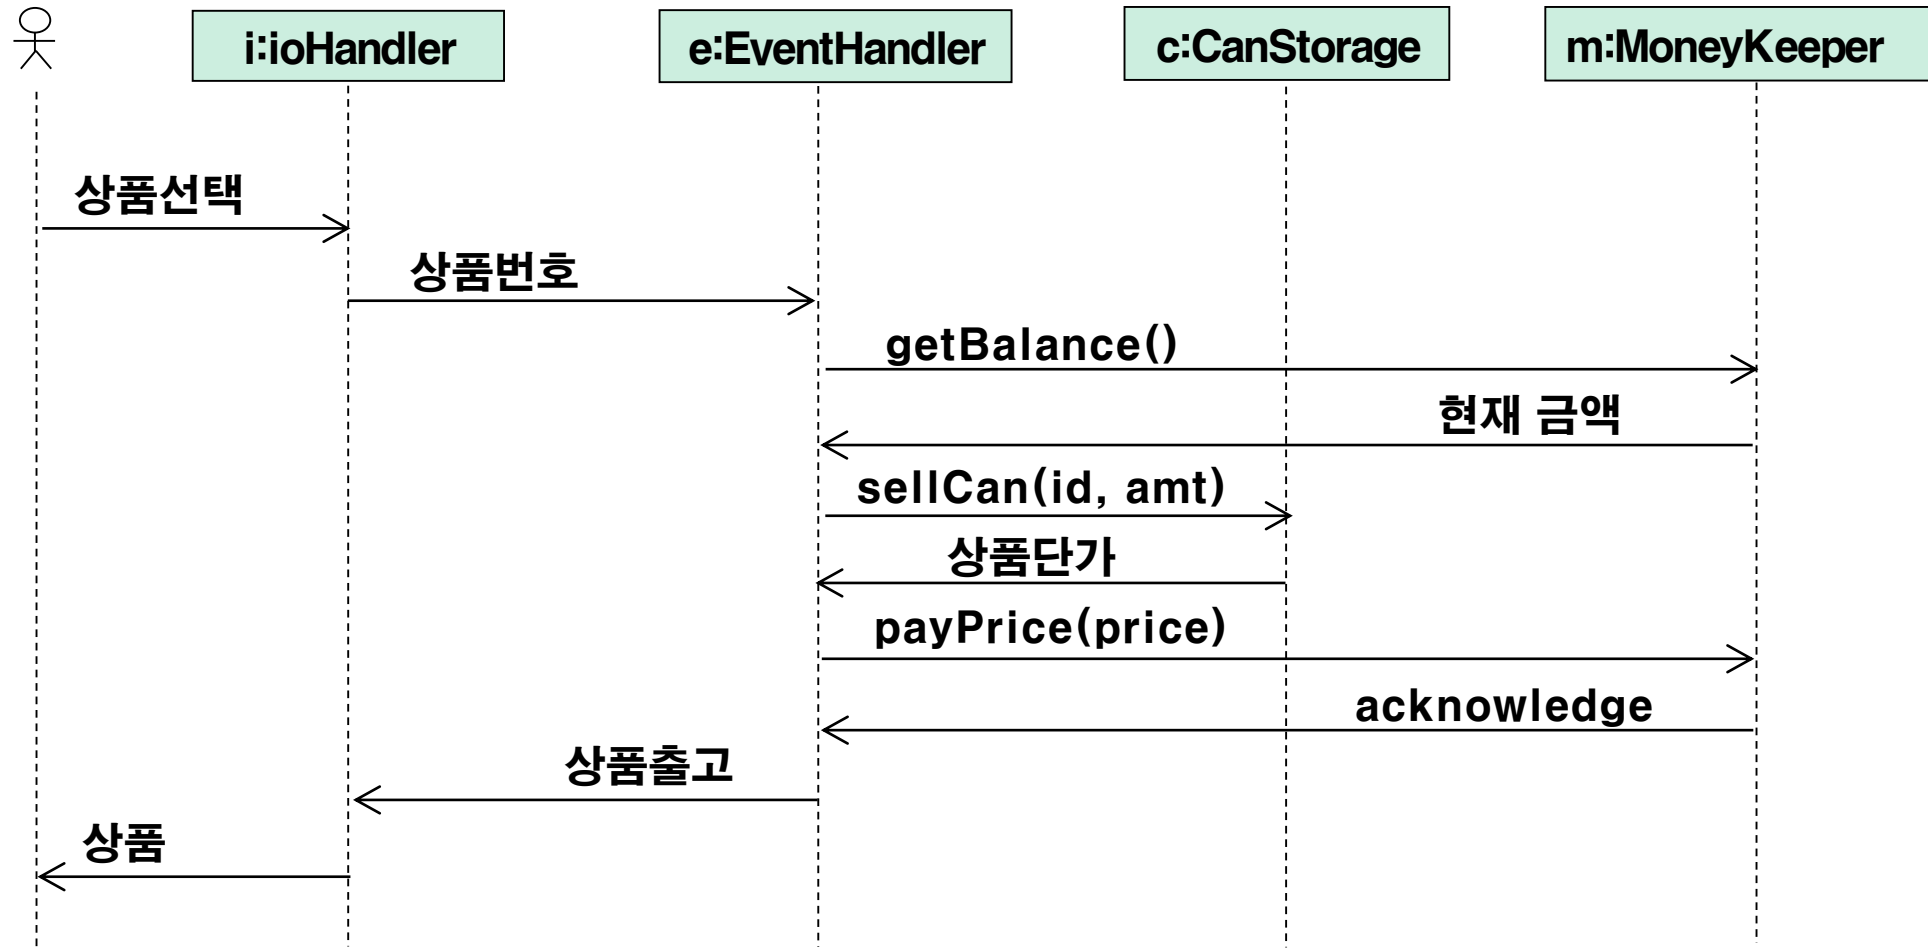 i:ioHandler
e:EventHandler
c:CanStorage
m:MoneyKeeper
상품선택
상품번호
getBalance()
현재 금액
sellCan(id, amt)
상품단가
payPrice(price)
acknowledge
상품출고
상품